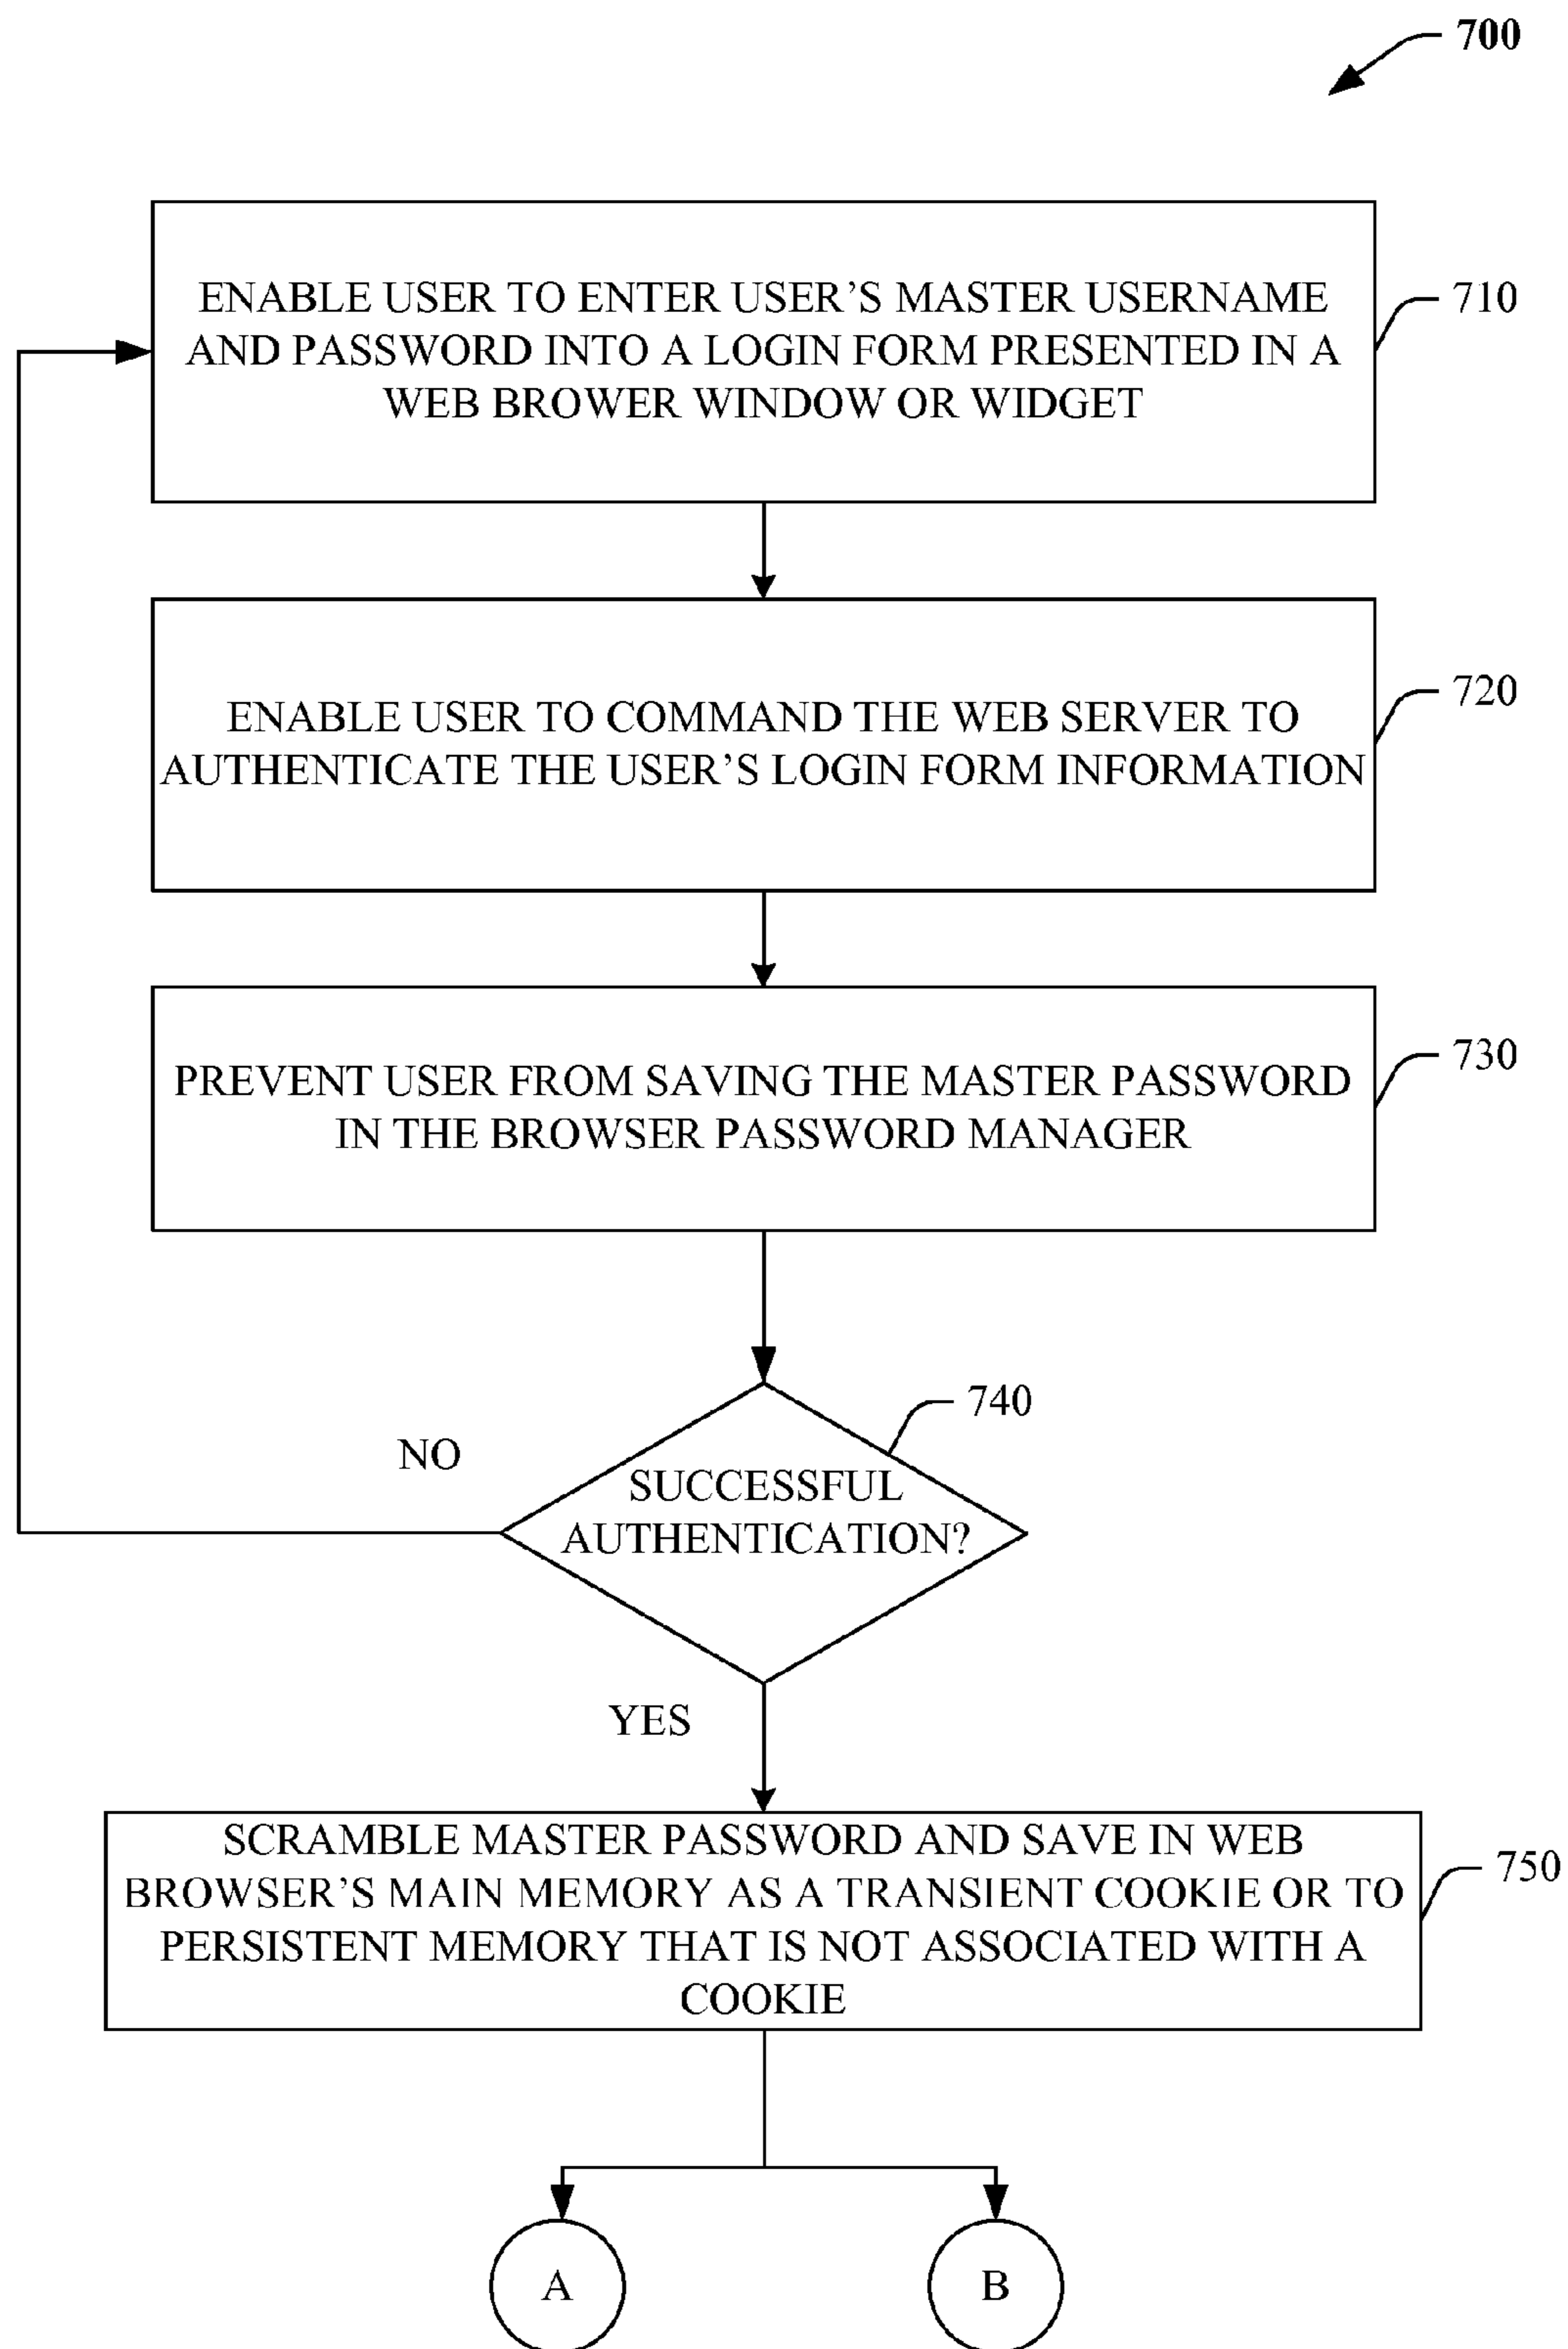 700
ENABLE USER TO ENTER USER'S MASTER USERNAME
AND PASSWORD INTO A LOGIN FORM PRESENTED IN A
WEB BROWER WINDOW OR WIDGET
710
ENABLE USER TO COMMAND THE WEB SERVER TO
AUTHENTICATE THE USER'S LOGIN FORM INFORMATION
720
PREVENT USER FROM SAVING THE MASTER PASSWORD
IN THE BROWSER PASSWORD MANAGER
730
740
NO
SUCCESSFUL
AUTHENTICATION?
YES
SCRAMBLE MASTER PASSWORD AND SAVE IN WEB
BROWSER'S MAIN MEMORY AS A TRANSIENT COOKIE OR TO
PERSISTENT MEMORY THAT IS NOT ASSOCIATED WITH A
COOKIE
750
A
B